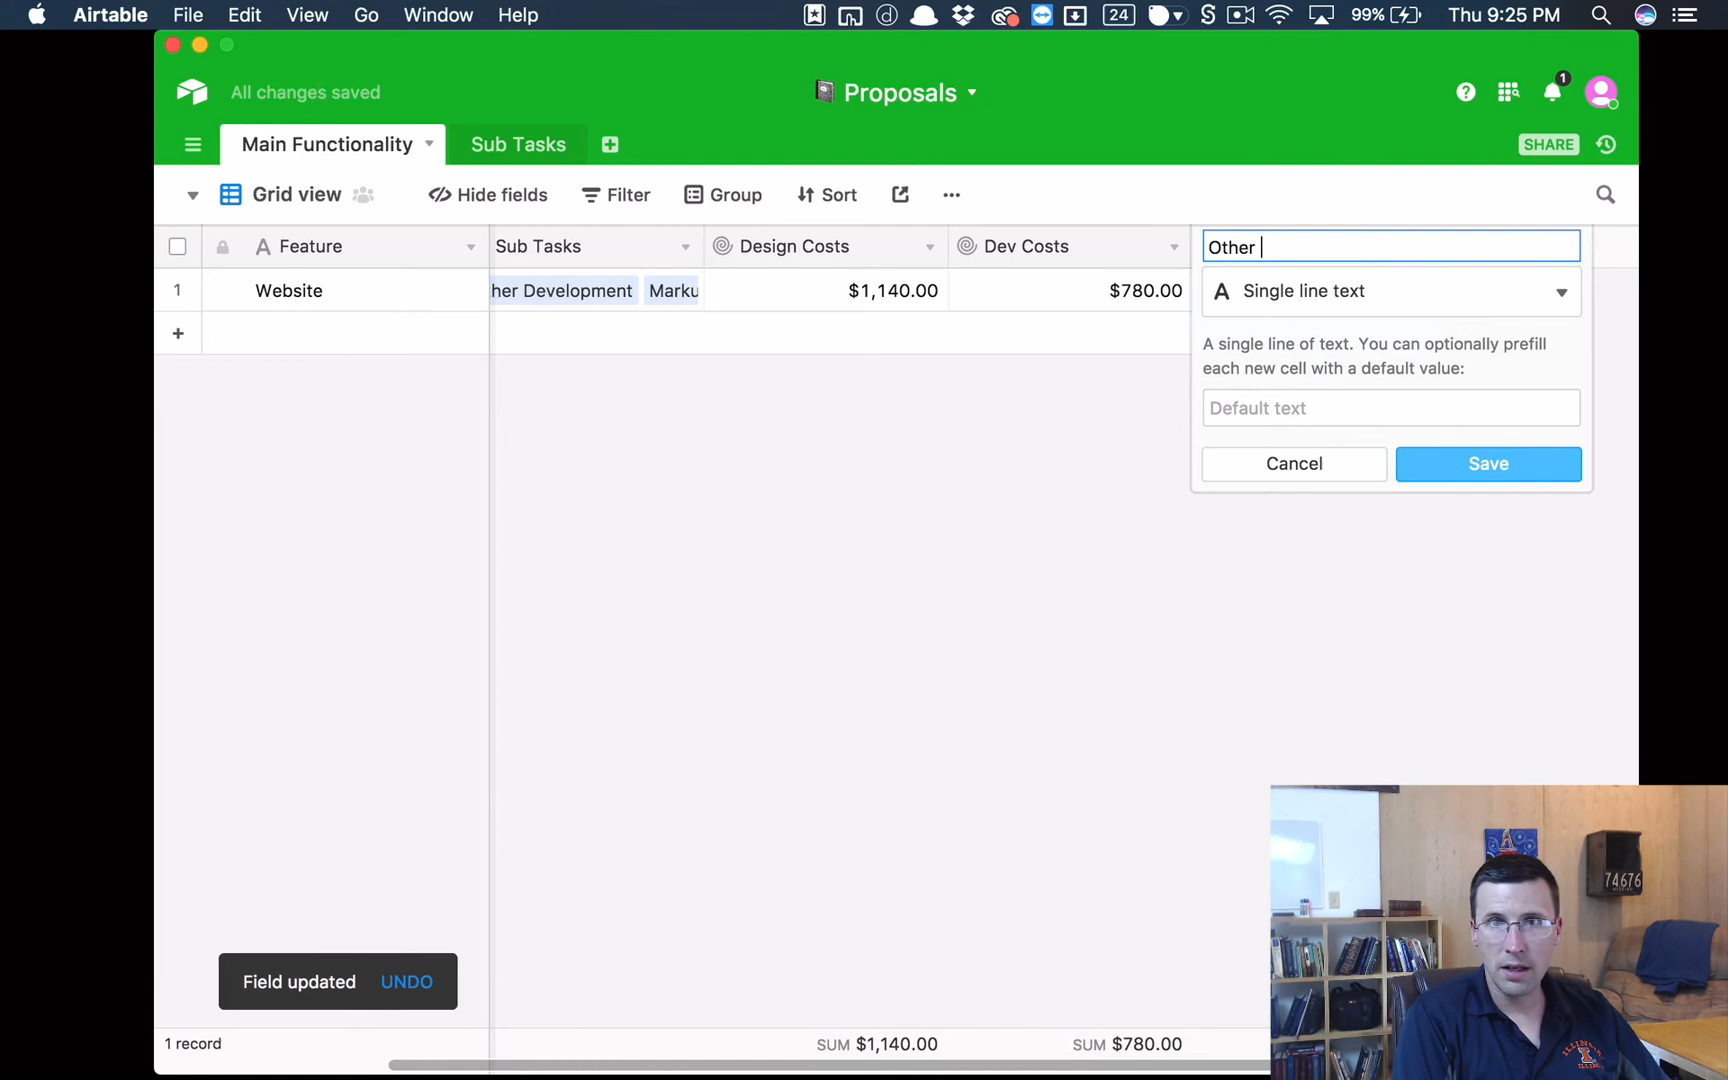 Airtable File Edit View Go Window Help 24 99% Thu 9:25 PM
All changes saved Proposals 1
Main Functionality Sub Tasks SHARE
Grid view Hide fields Filter Group Sort
Feature Sub Tasks Design Costs Dev Costs Other
1 Website her Development Marku $1,140.00 $780.00 Single line text
A single line of text. You can optionally prefill
each new cell with a default value:
Default text
Cancel Save
74676
Field updated UNDO
ILLINOIS
1 record SUM $1,140.00 SUM $780.00